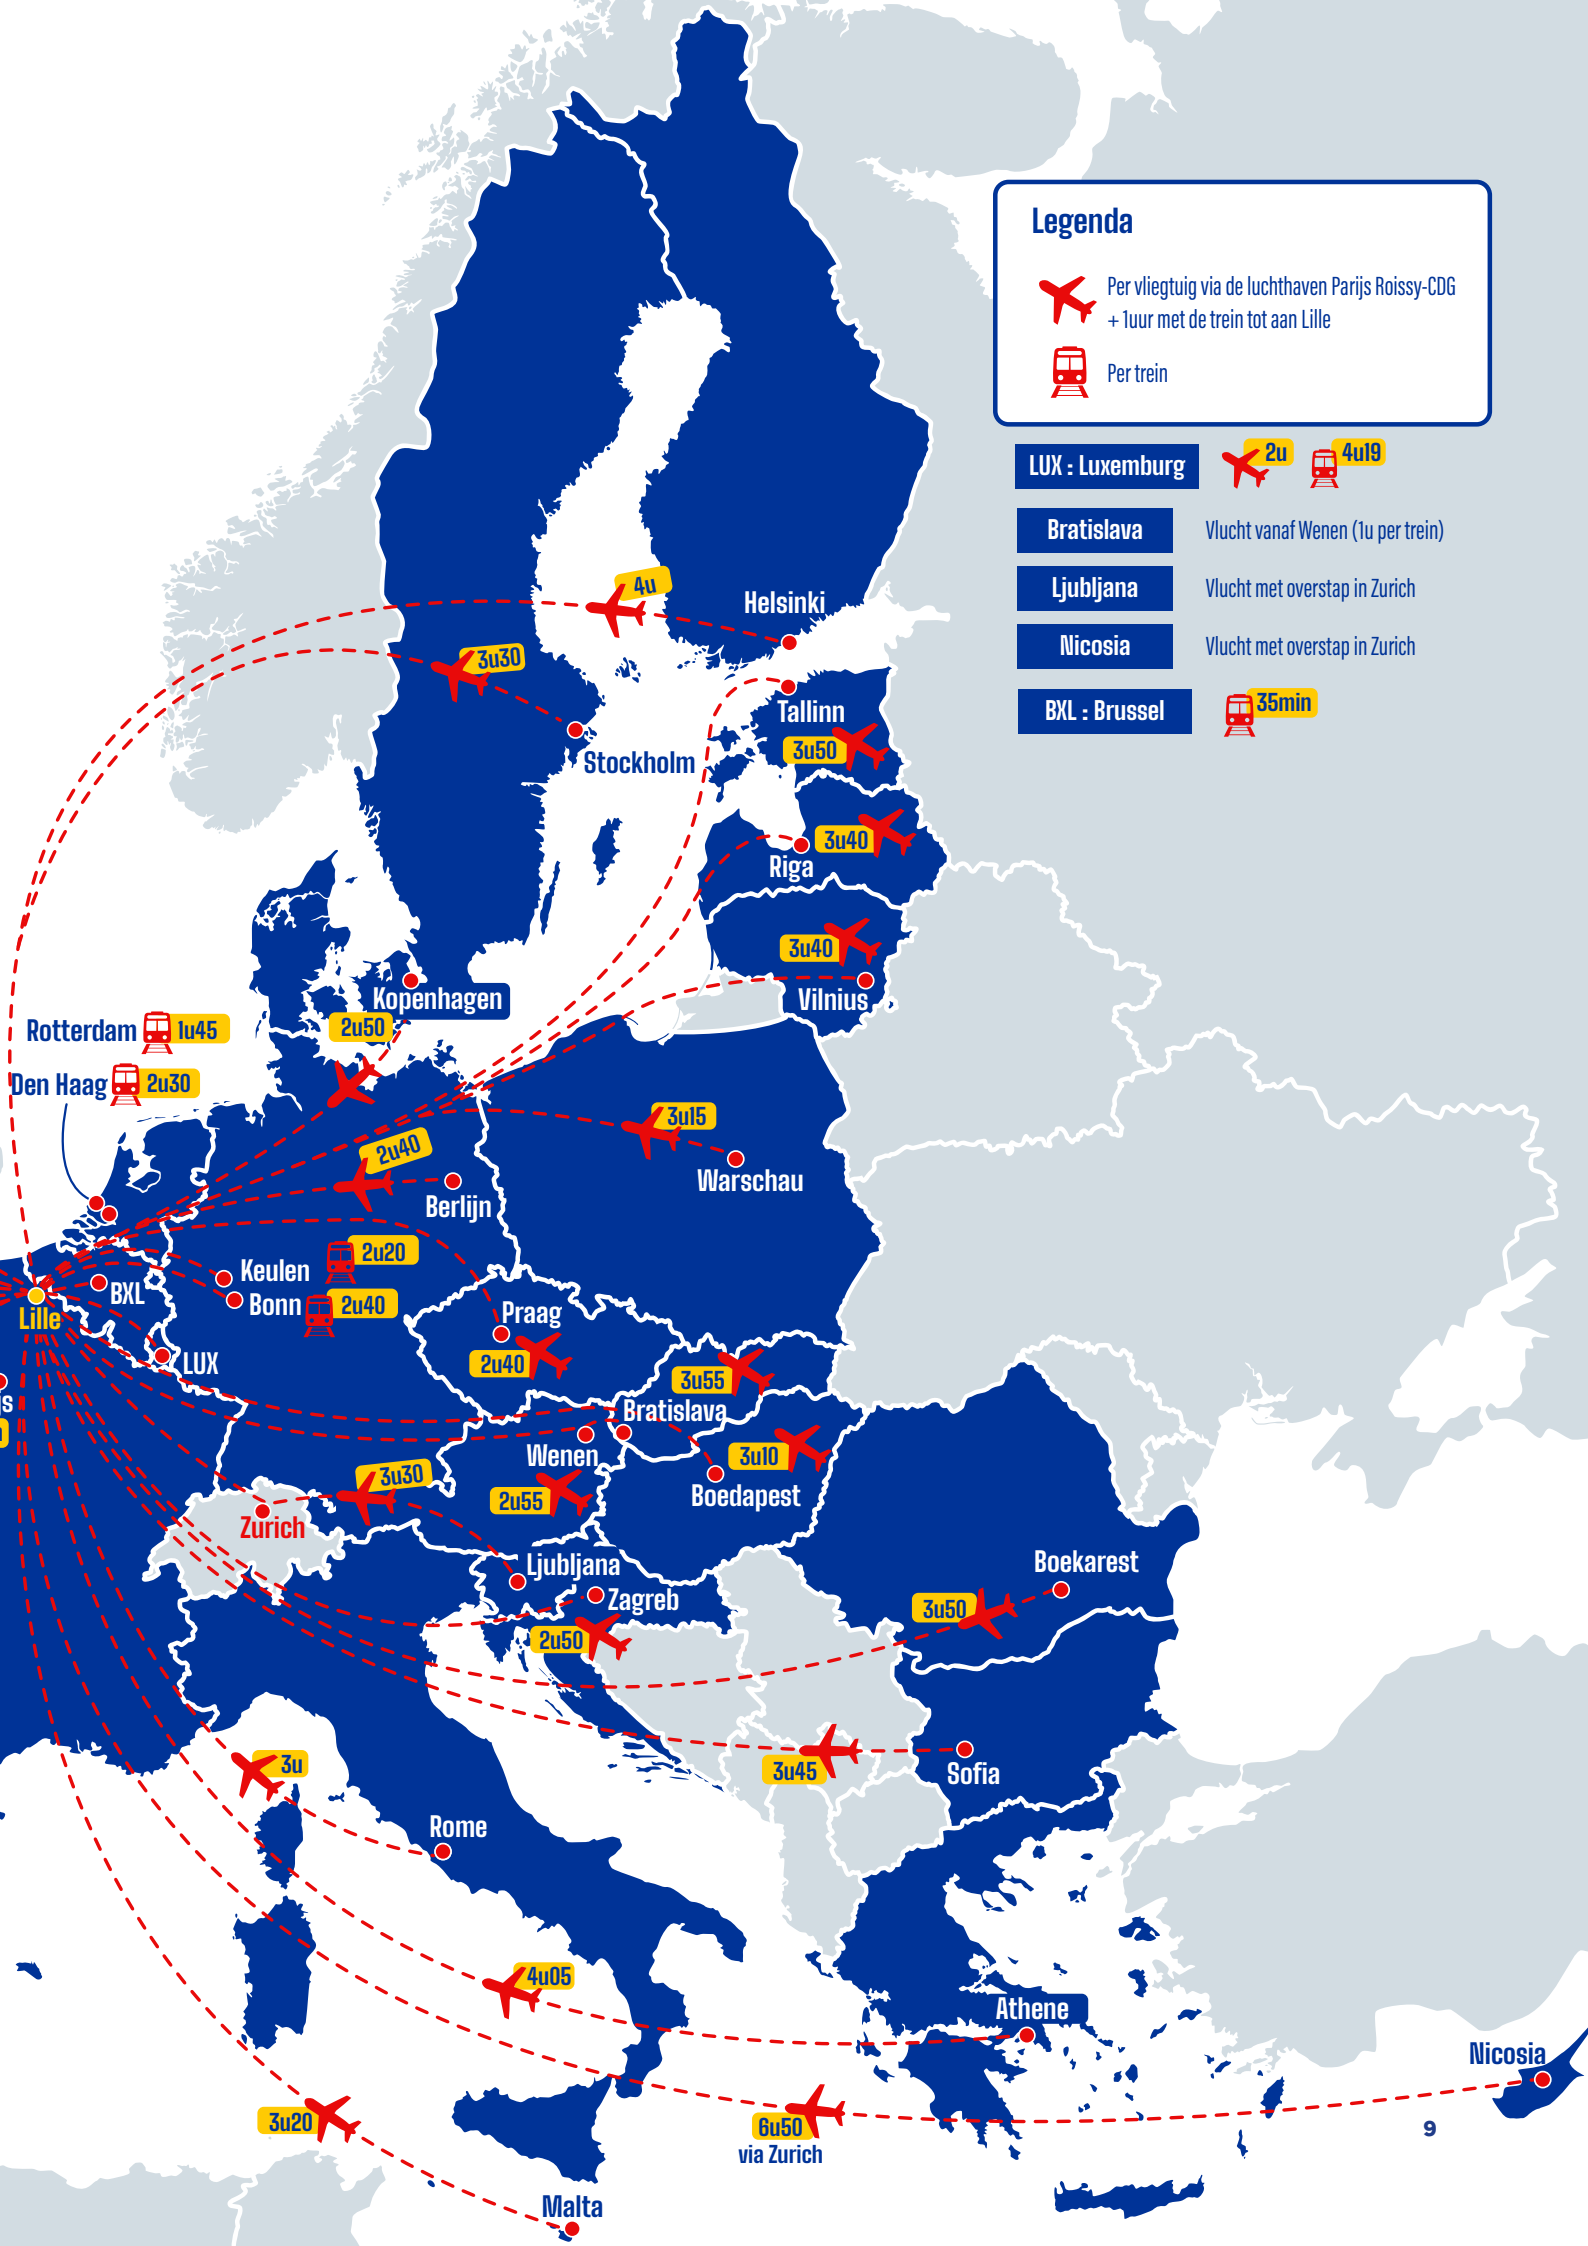 Legenda
Per vliegtuig via de luchthaven Parijs Roissy-CDG
+ 1uur met de trein tot aan Lille
Per trein
LUX : Luxemburg
2u
4u19
Bratislava
Vlucht vanaf Wenen (1u per trein)
Ljubljana
Vlucht met overstap in Zurich
Nicosia
Vlucht met overstap in Zurich
BXL : Brussel
35min
4u
Helsinki
3u30
Stockholm
Tallinn
3u50
3u40
Riga
3u40
Vilnius
Kopenhagen
2u50
Rotterdam
1u45
Den Haag
2u30
3u15
Warschau
2u40
Berlijn
2u20
Keulen
Bonn
2u40
BXL
Lille
LUX
Praag
2u40
3u55
Bratislava
Wenen
2u55
3u10
Boedapest
3u30
Zurich
Ljubljana
Zagreb
2u50
Boekarest
3u50
3u45
Sofia
3u
Rome
4u05
Athene
Nicosia
3u20
6u50
via Zurich
Malta
9